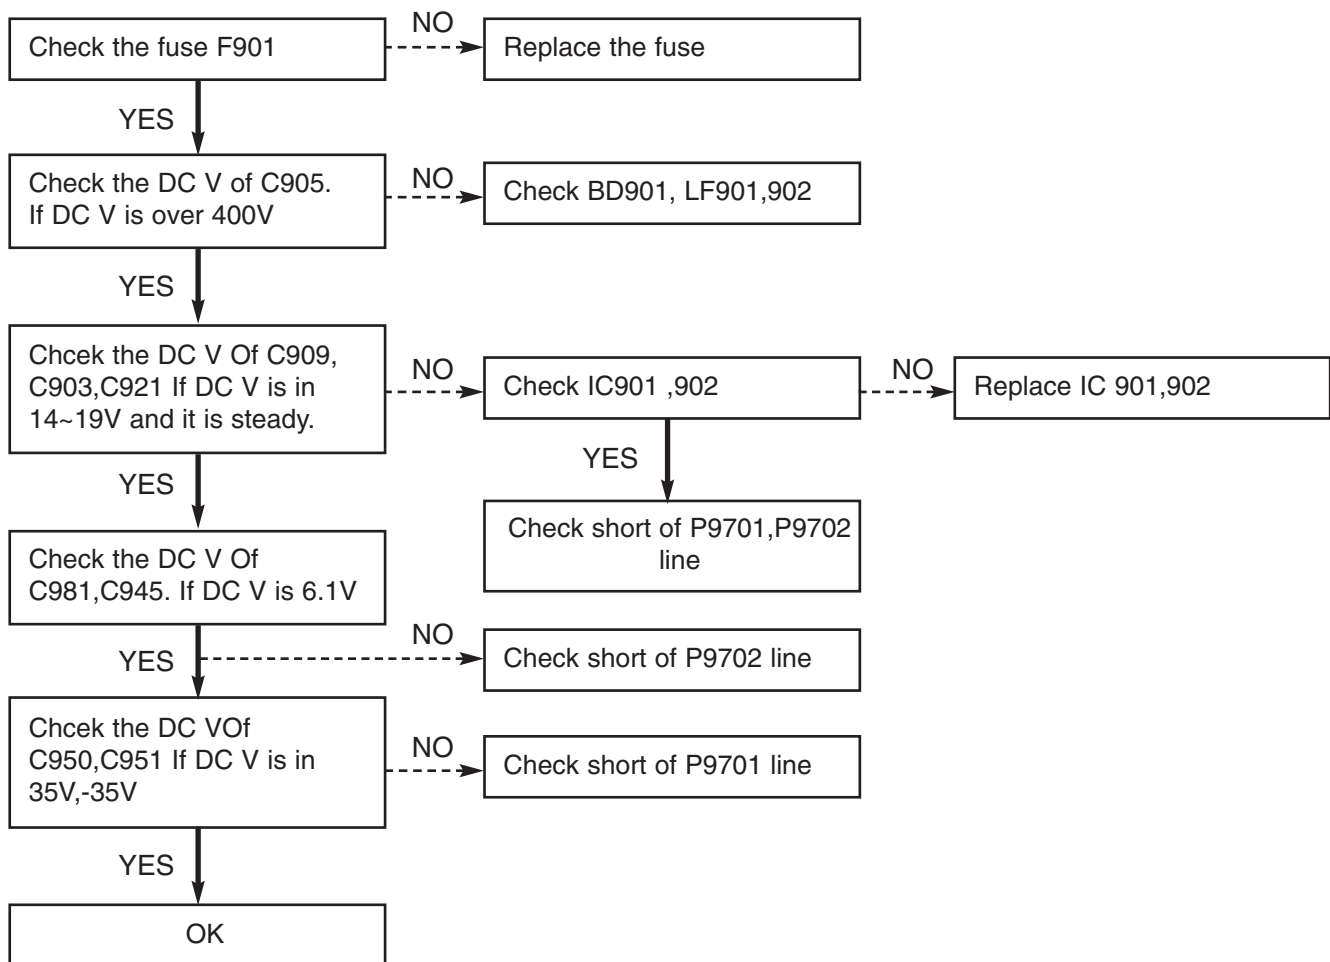 Check the fuse F901
NO
Replace the fuse
YES
Check the DC V of C905.
If DC V is over 400V
NO
Check BD901, LF901,902
YES
Chcek the DC V Of C909,
C903,C921 If DC V is in
14~19V and it is steady.
NO
Check IC901 ,902
NO
Replace IC 901,902
YES
Check short of P9701,P9702
line
YES
Check the DC V Of
C981,C945. If DC V is 6.1V
NO
Check short of P9702 line
YES
Chcek the DC VOf
C950,C951 If DC V is in
35V,-35V
NO
Check short of P9701 line
YES
OK